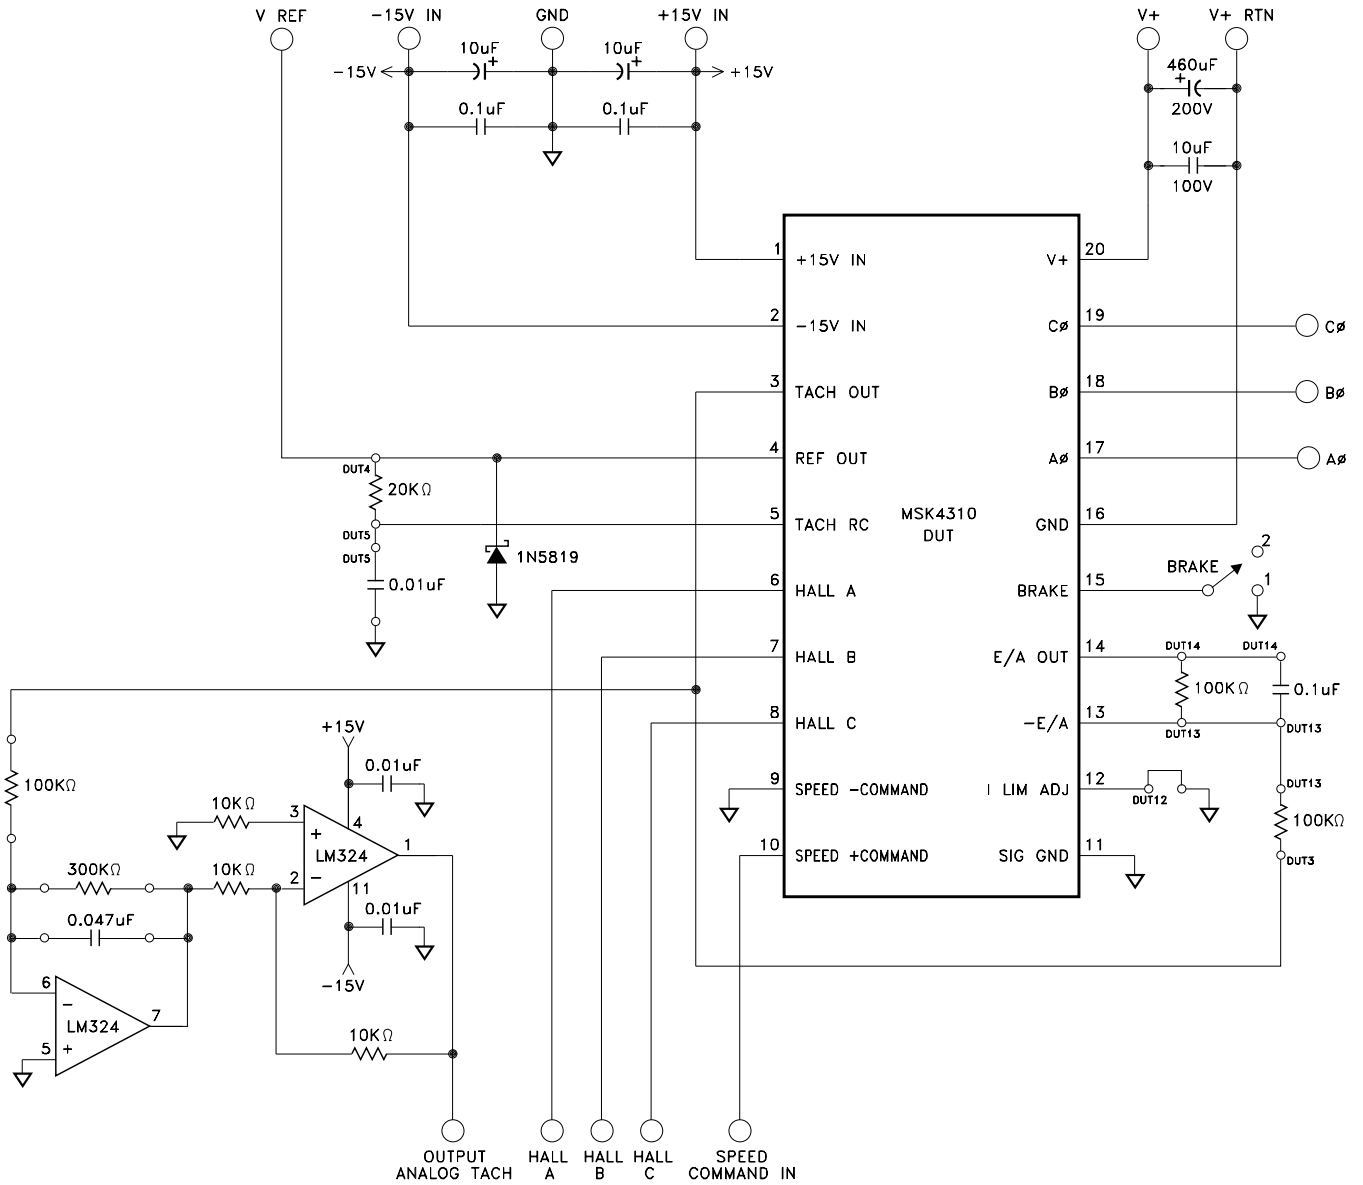 V REF
-15V IN
GND
+15V IN
V+
V+ RTN
10uF
+
10uF
+
-15V
+15V
460uF
+
200V
0.1uF
0.1uF
10uF
100V
1
+15V IN
V+
20
2
-15V IN
CØ
19
CØ
3
TACH OUT
BØ
18
BØ
4
REF OUT
AØ
17
AØ
DUT4
20KΩ
5
TACH RC
MSK4310
DUT
GND
16
DUT5
DUT5
1N5819
0.01uF
6
HALL A
BRAKE
15
BRAKE
2
1
7
HALL B
E/A OUT
14
DUT14
DUT14
100KΩ
0.1uF
8
HALL C
-E/A
13
DUT13
DUT13
9
SPEED -COMMAND
I LIM ADJ
12
DUT12
DUT13
100KΩ
10
SPEED +COMMAND
SIG GND
11
DUT3
+15V
0.01uF
100KΩ
10KΩ
3
+
4
LM324
1
300KΩ
10KΩ
2
−
11
0.01uF
0.047uF
-15V
6
−
LM324
7
5
+
10KΩ
OUTPUT
ANALOG TACH
HALL
A
HALL
B
HALL
C
SPEED
COMMAND IN